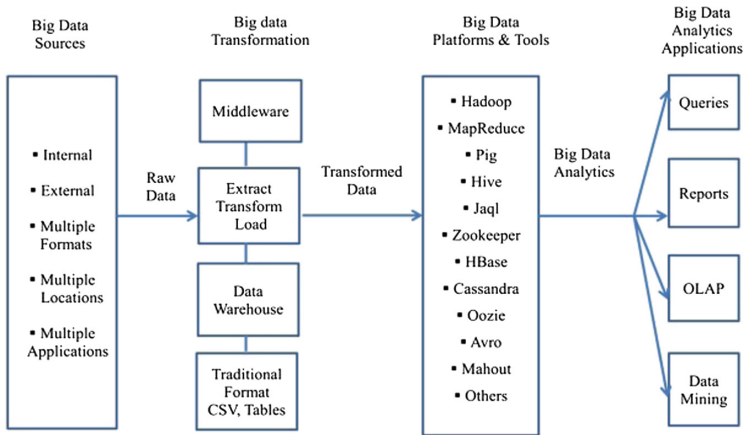 Big Data
Sources
Big data
Transformation
Big Data
Platforms & Tools
Big Data
Analytics
Applications
▪ Internal
▪ External
▪ Multiple
Formats
▪ Multiple
Locations
▪ Multiple
Applications
Raw
Data
Middleware
Extract
Transform
Load
Data
Warehouse
Traditional
Format
CSV, Tables
Transformed
Data
▪ Hadoop
▪ MapReduce
▪ Pig
▪ Hive
▪ Jaql
▪ Zookeeper
▪ HBase
▪ Cassandra
▪ Oozie
▪ Avro
▪ Mahout
▪ Others
Big Data
Analytics
Queries
Reports
OLAP
Data
Mining